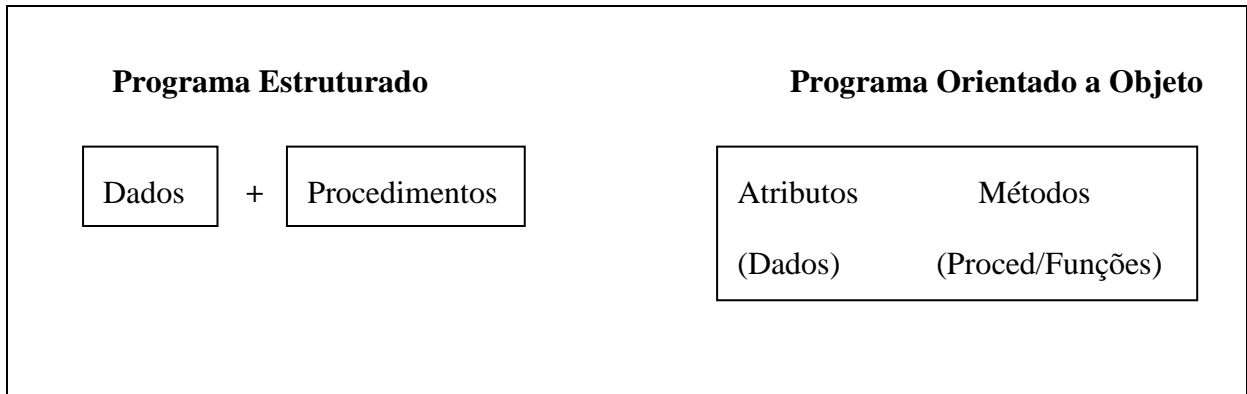 Programa Estruturado
Programa Orientado a Objeto
Dados + Procedimentos
Atributos Métodos
(Dados) (Proced/Funções)